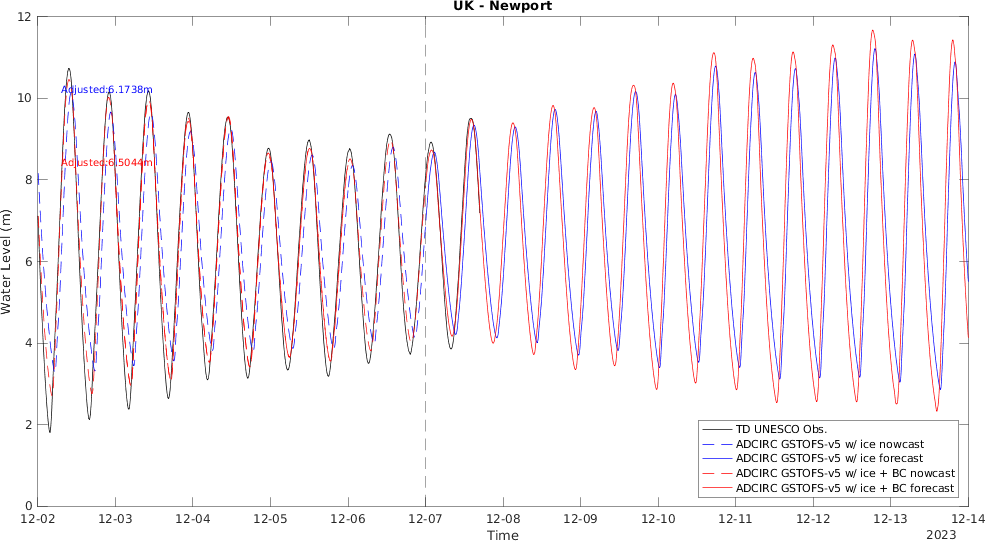 UK - Newport
12
10
8
6
4
2
0
Water Level (m)
Adjusted:6.1738m
Adjusted:6.5044m
TD UNESCO Obs.
ADCIRC GSTOFS-v5 w/ ice nowcast
ADCIRC GSTOFS-v5 w/ ice forecast
ADCIRC GSTOFS-v5 w/ ice + BC nowcast
ADCIRC GSTOFS-v5 w/ ice + BC forecast
12-02 12-03 12-04 12-05 12-06 12-07 12-08 12-09 12-10 12-11 12-12 12-13 12-14
Time
2023